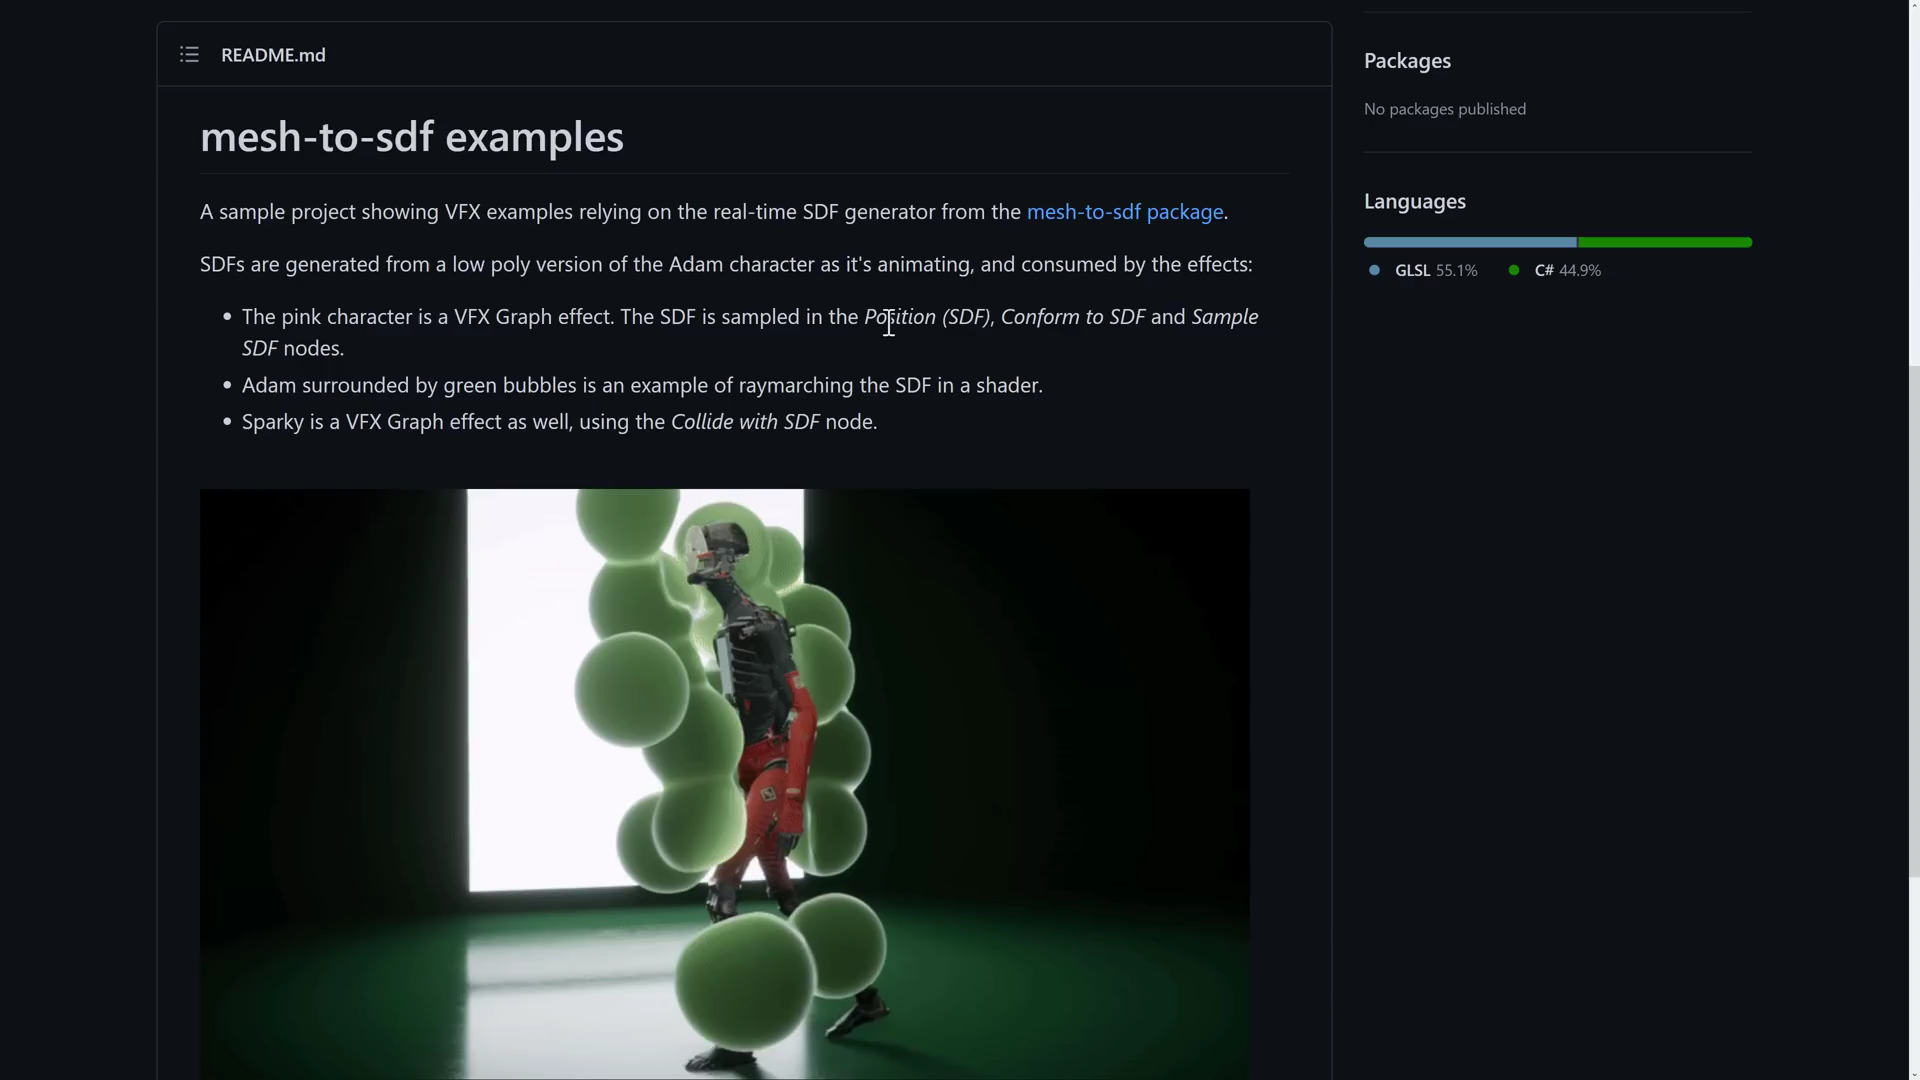 README.md
mesh-to-sdf examples
A sample project showing VFX examples relying on the real-time SDF generator from the mesh-to-sdf package.
SDFs are generated from a low poly version of the Adam character as it's animating, and consumed by the effects:
• The pink character is a VFX Graph effect. The SDF is sampled in the Position (SDF), Conform to SDF and Sample
SDF nodes.
• Adam surrounded by green bubbles is an example of raymarching the SDF in a shader.
• Sparky is a VFX Graph effect as well, using the Collide with SDF node.
Packages
No packages published
Languages
GLSL 55.1% C# 44.9%